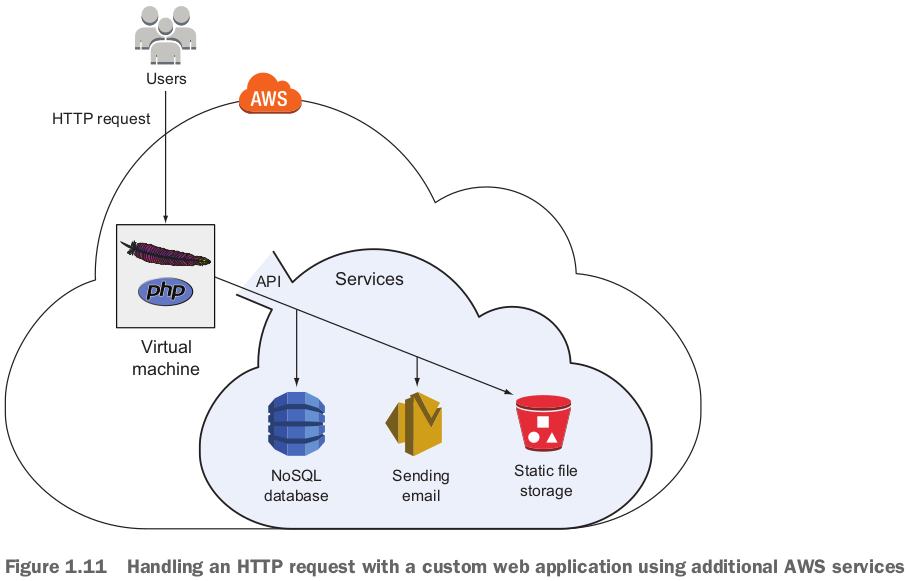 Users
AWS
HTTP request
php
API
Services
Virtual
machine
NoSQL
database
Sending
email
Static file
storage
Figure 1.11 Handling an HTTP request with a custom web application using additional AWS services